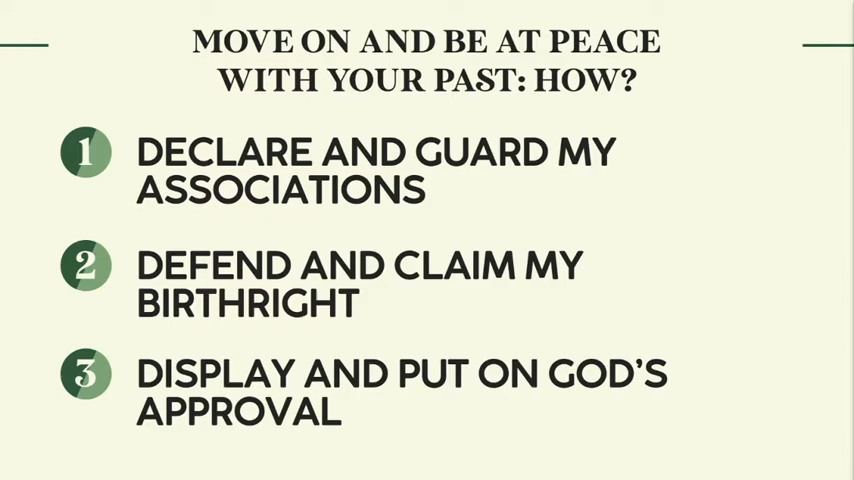 MOVE ON AND BE AT PEACE
WITH YOUR PAST: HOW?
1 DECLARE AND GUARD MY
ASSOCIATIONS
2 DEFEND AND CLAIM MY
BIRTHRIGHT
3 DISPLAY AND PUT ON GOD'S
APPROVAL